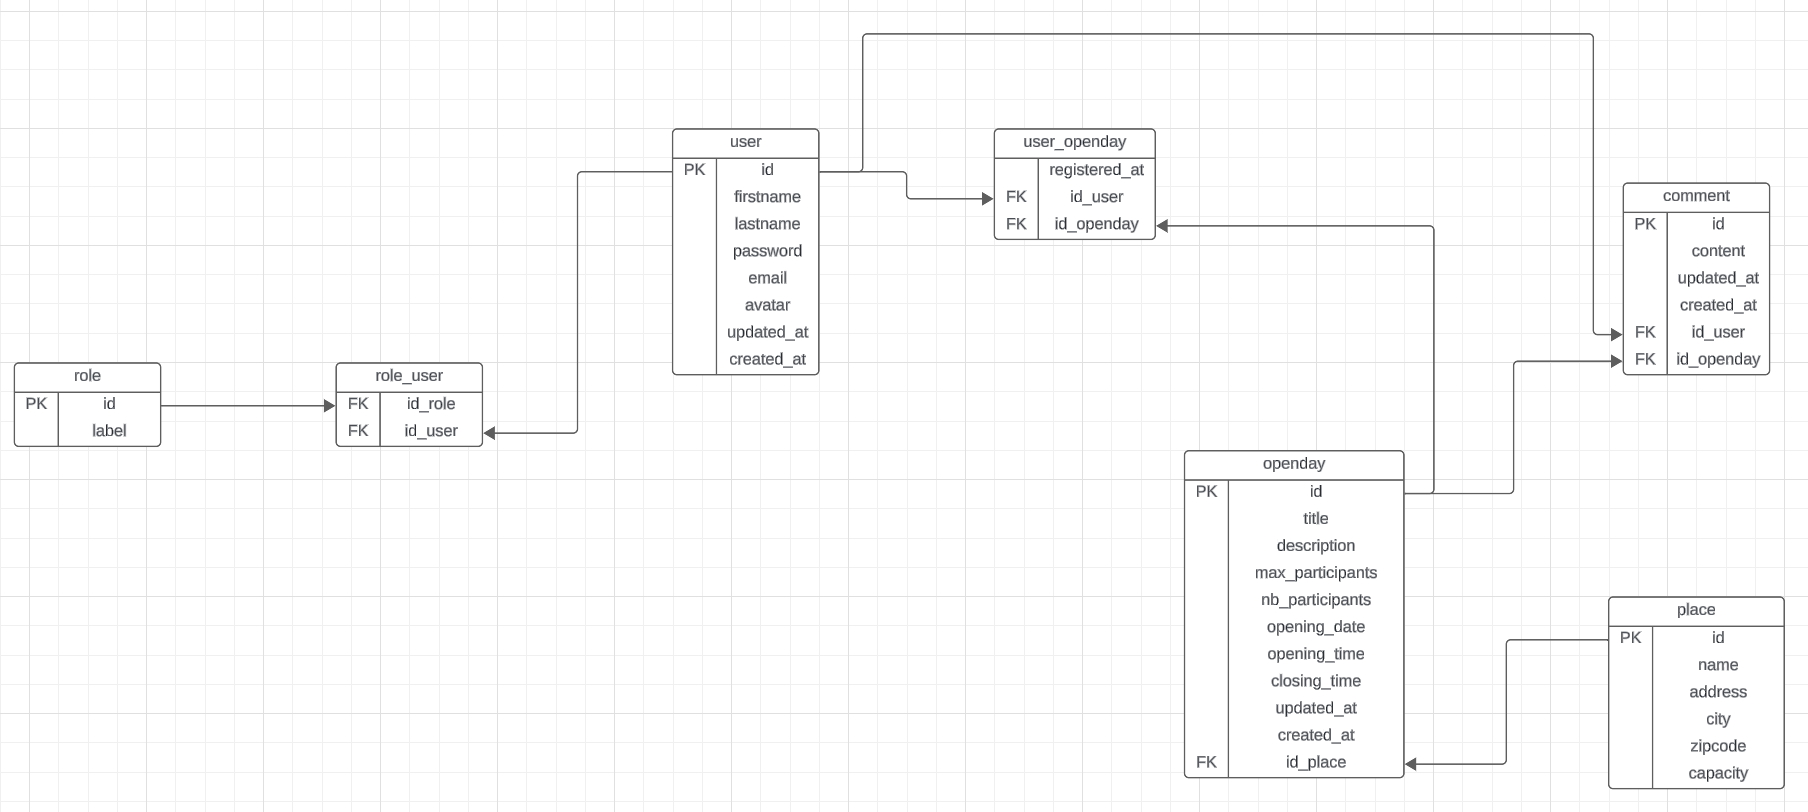 user
PK id
firstname
lastname
password
email
avatar
updated_at
created_at
user_openday
registered_at
FK id_user
FK id_openday
comment
PK id
content
updated_at
created_at
FK id_user
FK id_openday
role
PK id
label
role_user
FK id_role
FK id_user
openday
PK id
title
description
max_participants
nb_participants
opening_date
opening_time
closing_time
updated_at
created_at
FK id_place
place
PK id
name
address
city
zipcode
capacity